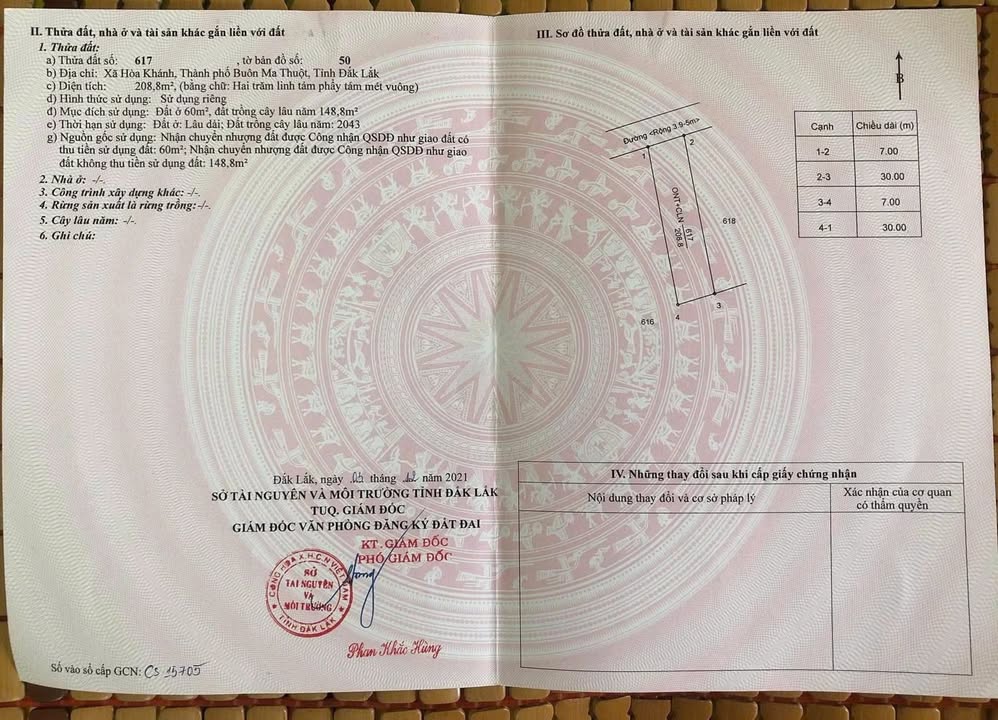 II. Thửa đất, nhà ở và tài sản khác gắn liền với đất
1. Thửa đất:
a) Thửa đất số: 617 , tờ bản đồ số: 50
b) Địa chỉ: Xã Hòa Khánh, Thành phố Buôn Ma Thuột, Tỉnh Đắk Lắk
c) Diện tích: 208,8m², (bằng chữ: Hai trăm linh tám phẩy tám mét vuông)
d) Hình thức sử dụng: Sử dụng riêng
đ) Mục đích sử dụng: Đất ở 60m², đất trồng cây lâu năm 148,8m²
e) Thời hạn sử dụng: Đất ở: Lâu dài; Đất trồng cây lâu năm: 2043
g) Nguồn gốc sử dụng: Nhận chuyển nhượng đất được Công nhận QSDĐ như giao đất có
thu tiền sử dụng đất: 60m²; Nhận chuyển nhượng đất được Công nhận QSDĐ như giao
đất không thu tiền sử dụng đất: 148,8m²
2. Nhà ở: -/-.
3. Công trình xây dựng khác: -/-.
4. Rừng sản xuất là rừng trồng:-/-.
5. Cây lâu năm: -/-.
6. Ghi chú:
Đắk Lắk, ngày tháng năm 2021
SỞ TÀI NGUYÊN VÀ MÔI TRƯỜNG TỈNH ĐẮK LẮK
TUQ. GIÁM ĐỐC
GIÁM ĐỐC VĂN PHÒNG ĐĂNG KÝ ĐẤT ĐAI
KT. GIÁM ĐỐC
PHÓ GIÁM ĐỐC
CỘNG HÒA X.H.C.N VIỆT NAM
SỞ
TÀI NGUYÊN
VÀ
MÔI TRƯỜNG
TỈNH ĐẮK LẮK
Phan Khắc Hùng
Số vào sổ cấp GCN: CS 15705
III. Sơ đồ thửa đất, nhà ở và tài sản khác gắn liền với đất
B
Đường <Rộng 3.9-5m>
1
2
ONT+CLN 617
208.8
618
3
4
616
Cạnh Chiều dài (m)
1-2 7.00
2-3 30.00
3-4 7.00
4-1 30.00
IV. Những thay đổi sau khi cấp giấy chứng nhận
Nội dung thay đổi và cơ sở pháp lý
Xác nhận của cơ quan
có thẩm quyền